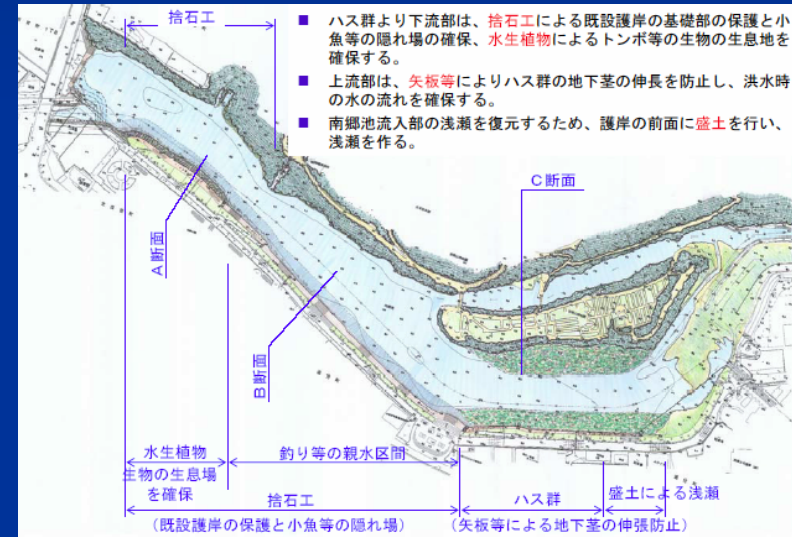 捨石工
■ ハス群より下流部は、捨石工による既設護岸の基礎部の保護と小
魚等の隠れ場の確保、水生植物によるトンボ等の生物の生息地を
確保する。
■ 上流部は、矢板等によりハス群の地下茎の伸長を防止し、洪水時
の水の流れを確保する。
■ 南郷池流入部の浅瀬を復元するため、護岸の前面に盛土を行い、
浅瀬を作る。
C断面
A断面
B断面
水生植物
生物の生息場
を確保
釣り等の親水区間
捨石工
(既設護岸の保護と小魚等の隠れ場)
ハス群
盛土による浅瀬
(矢板等による地下茎の伸張防止)